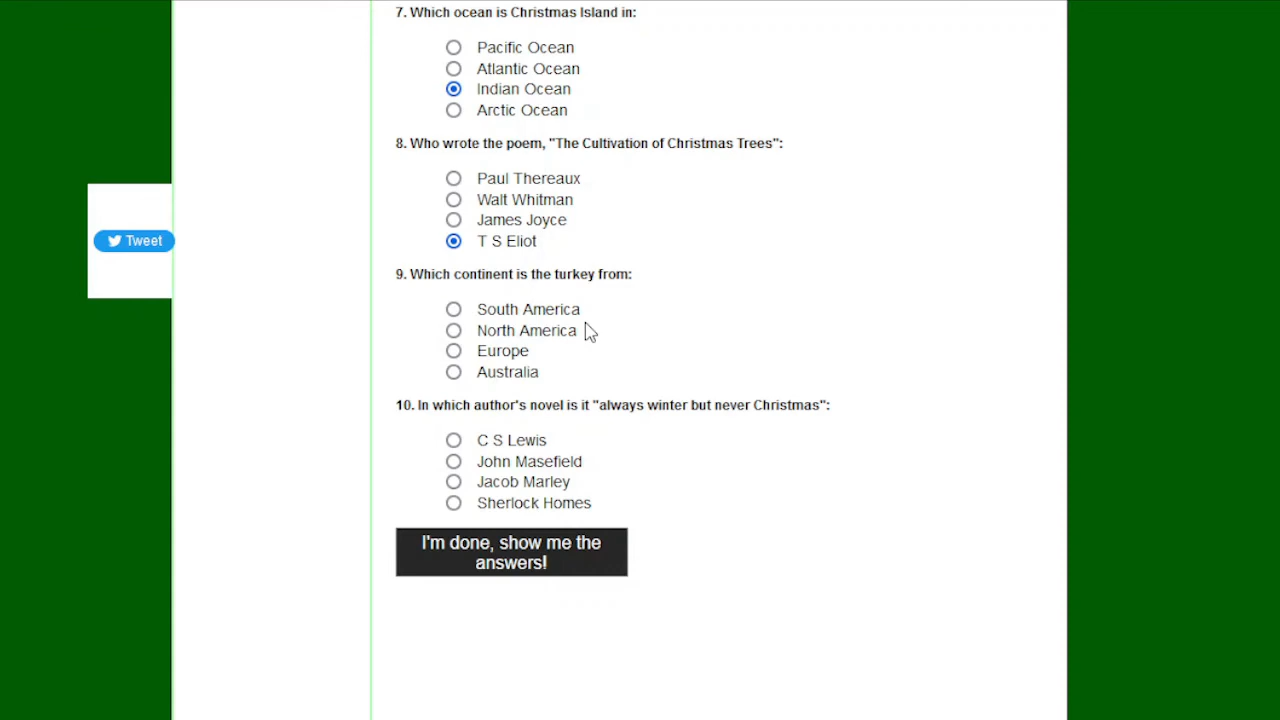 7. Which ocean is Christmas Island in:
Pacific Ocean
Atlantic Ocean
Indian Ocean
Arctic Ocean
8. Who wrote the poem, "The Cultivation of Christmas Trees":
Paul Thereaux
Walt Whitman
James Joyce
T S Eliot
Tweet
9. Which continent is the turkey from:
South America
North America
Europe
Australia
10. In which author's novel is it "always winter but never Christmas":
C S Lewis
John Masefield
Jacob Marley
Sherlock Homes
I'm done, show me the
answers!